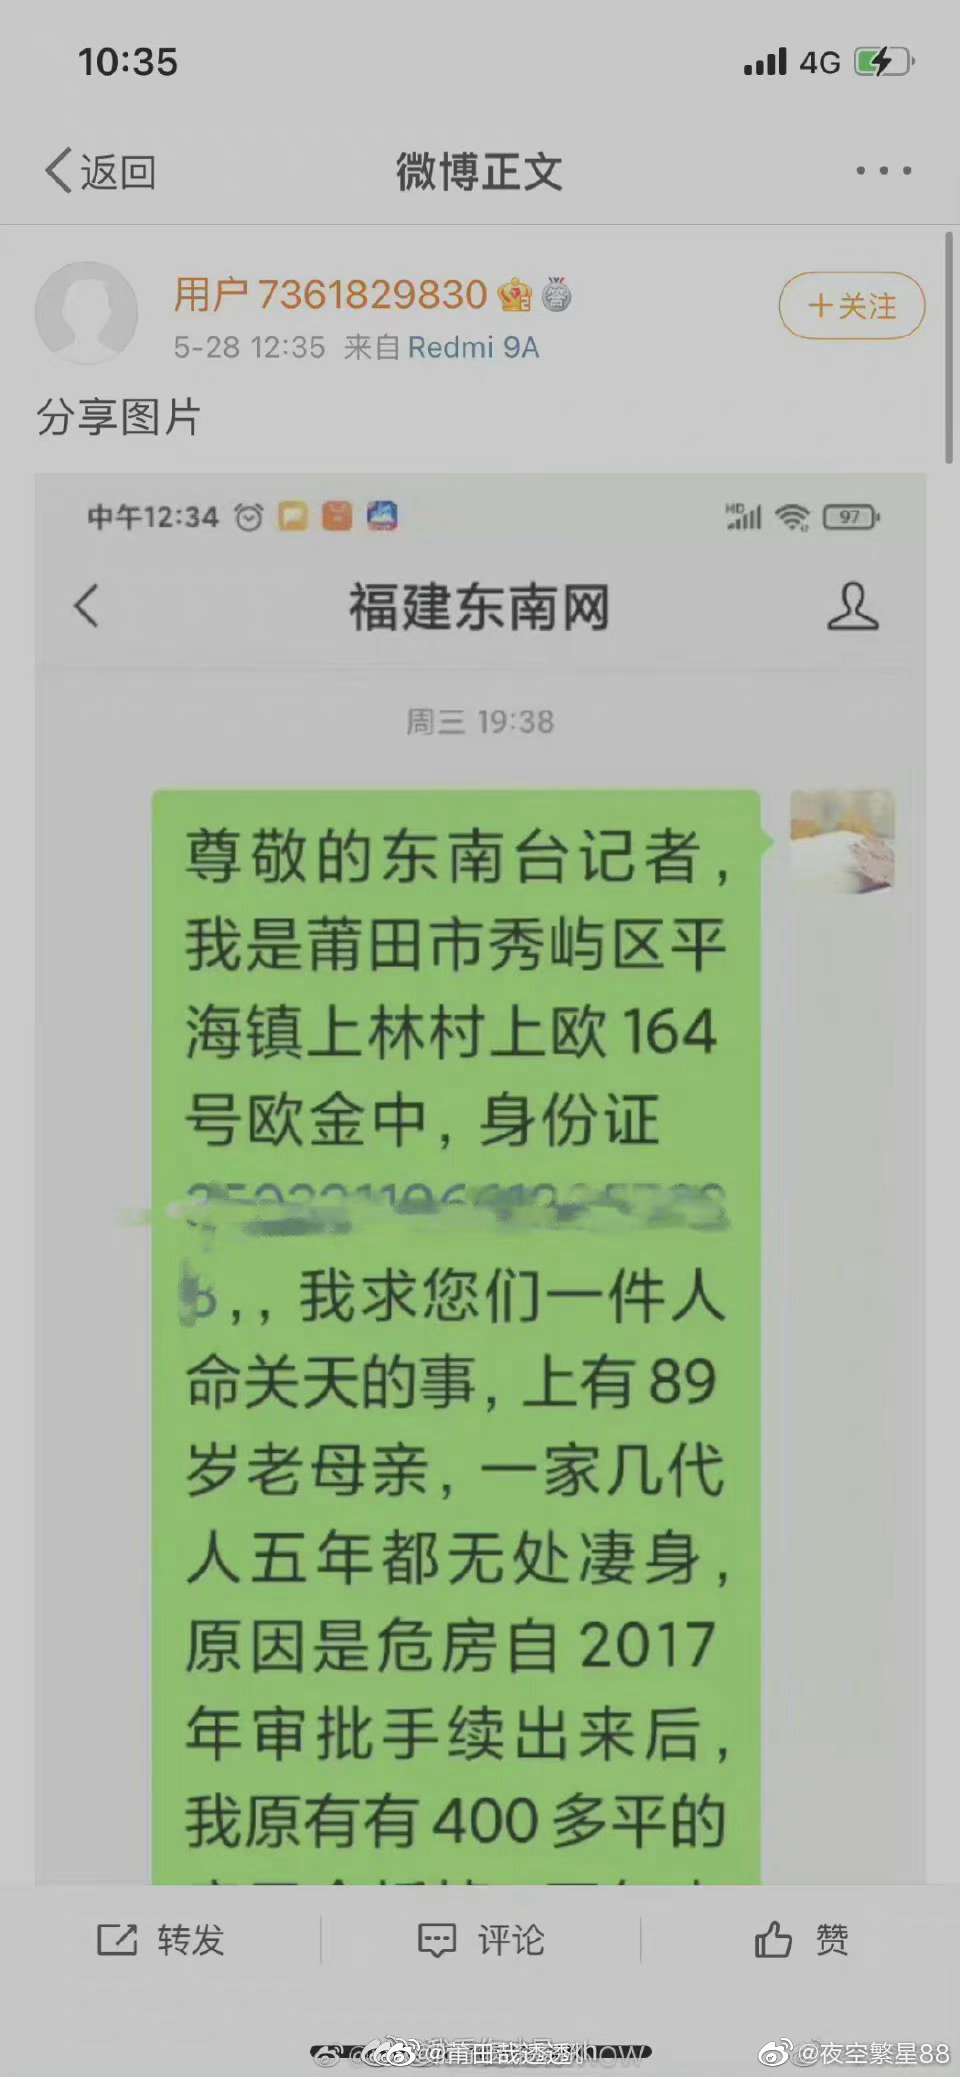 10:35
4G
返回
微博正文
用户7361829830
+关注
5-28 12:35 来自 Redmi 9A
分享图片
中午12:34
HD
97
福建东南网
周三 19:38
尊敬的东南台记者,
我是莆田市秀屿区平
海镇上林村上欧164
号欧金中, 身份证
,, 我求您们一件人
命关天的事, 上有89
岁老母亲, 一家几代
人五年都无处凄身,
原因是危房自2017
年审批手续出来后,
我原有有400多平的
转发
评论
赞
@莆田哉透透
@夜空繁星88